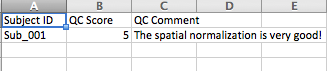 A B C D E
Subject ID QC Score QC Comment
Sub_001 5 The spatial normalization is very good!